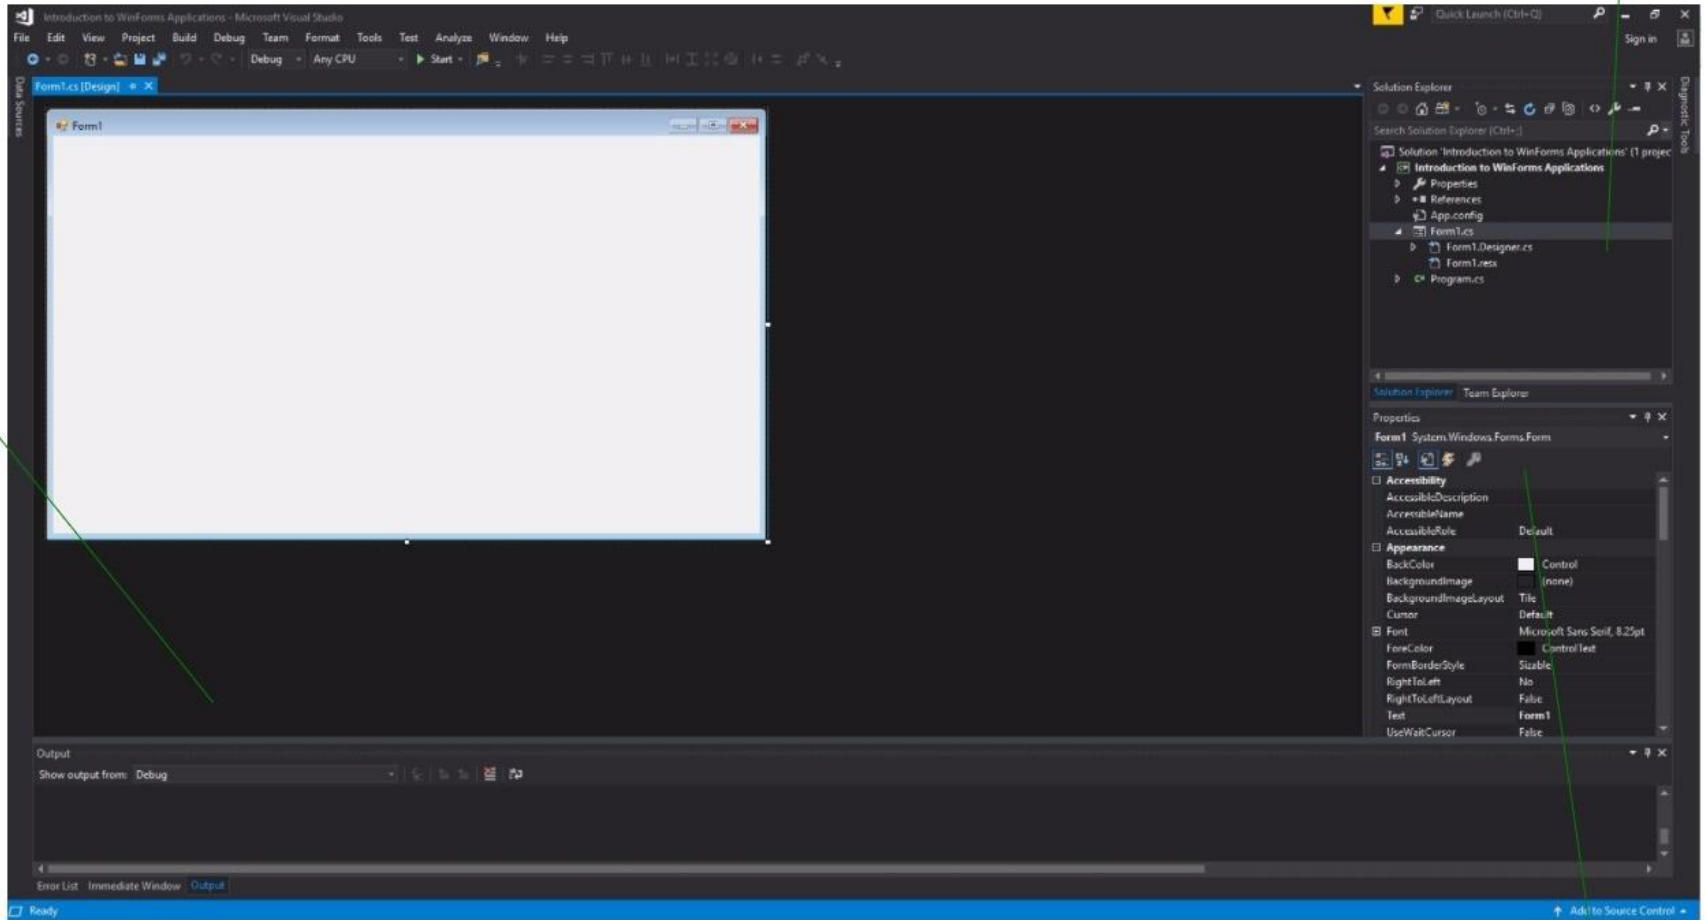 Introduction to WinForms Applications - Microsoft Visual Studio
Quick Launch (Ctrl+Q)
File Edit View Project Build Debug Team Format Tools Test Analyze Window Help
Sign in
Debug Any CPU Start
Data Sources
Form1.cs [Design]
Form1
Solution Explorer
Search Solution Explorer (Ctrl+;)
Solution 'Introduction to WinForms Applications' (1 projec
Introduction to WinForms Applications
Properties
References
App.config
Form1.cs
Form1.Designer.cs
Form1.resx
C# Program.cs
Solution Explorer Team Explorer
Diagnostic Tools
Properties
Form1 System.Windows.Forms.Form
Accessibility
AccessibleDescription
AccessibleName
AccessibleRole Default
Appearance
BackColor Control
BackgroundImage (none)
BackgroundImageLayout Tile
Cursor Default
Font Microsoft Sans Serif, 8.25pt
ForeColor ControlText
FormBorderStyle Sizable
RightToLeft No
RightToLeftLayout False
Text Form1
UseWaitCursor False
Output
Show output from: Debug
Error List Immediate Window Output
Ready
Add to Source Control